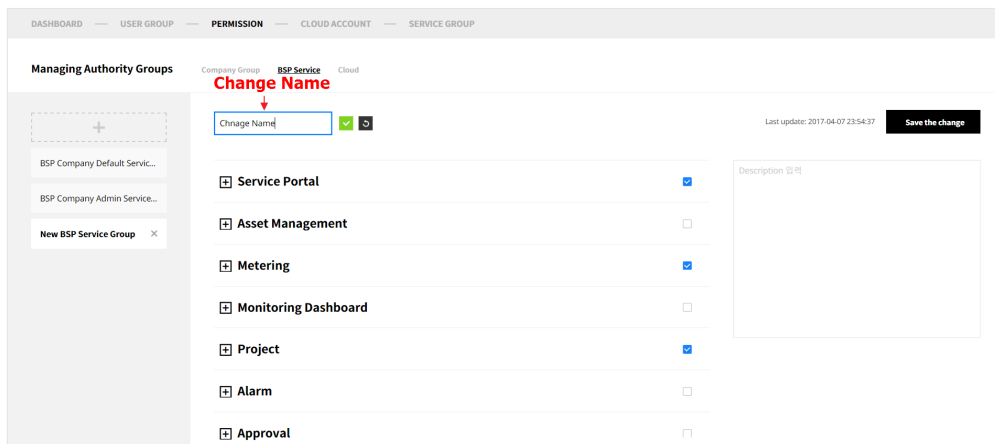 DASHBOARD — USER GROUP — PERMISSION — CLOUD ACCOUNT — SERVICE GROUP
Managing Authority Groups
Company Group BSP Service Cloud
Change Name
Chnage Name
Last update: 2017-04-07 23:54:37
Save the change
BSP Company Default Servic...
BSP Company Admin Service...
New BSP Service Group ×
Service Portal
Asset Management
Metering
Monitoring Dashboard
Project
Alarm
Approval
Description 입력